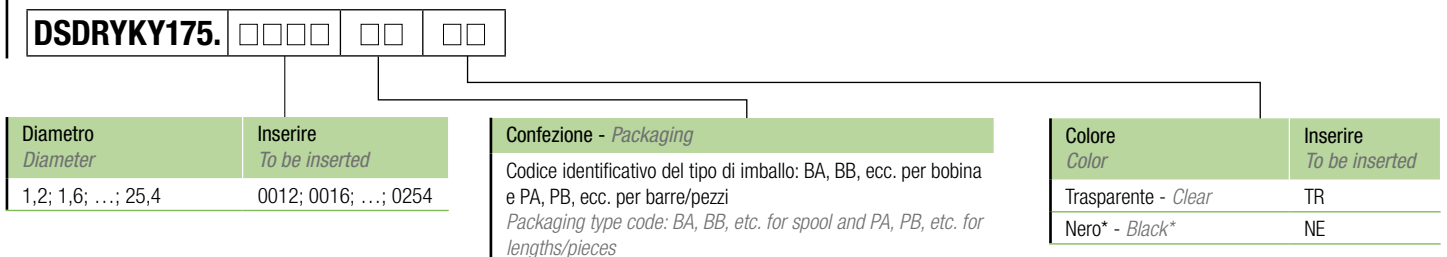 DSDRYKY175. □□□□ □□ □□
Diametro
Diameter
Inserire
To be inserted
1,2; 1,6; …; 25,4
0012; 0016; …; 0254
Confezione - Packaging
Codice identificativo del tipo di imballo: BA, BB, ecc. per bobina
e PA, PB, ecc. per barre/pezzi
Packaging type code: BA, BB, etc. for spool and PA, PB, etc. for
lengths/pieces
Colore
Color
Inserire
To be inserted
Trasparente - Clear
TR
Nero* - Black*
NE